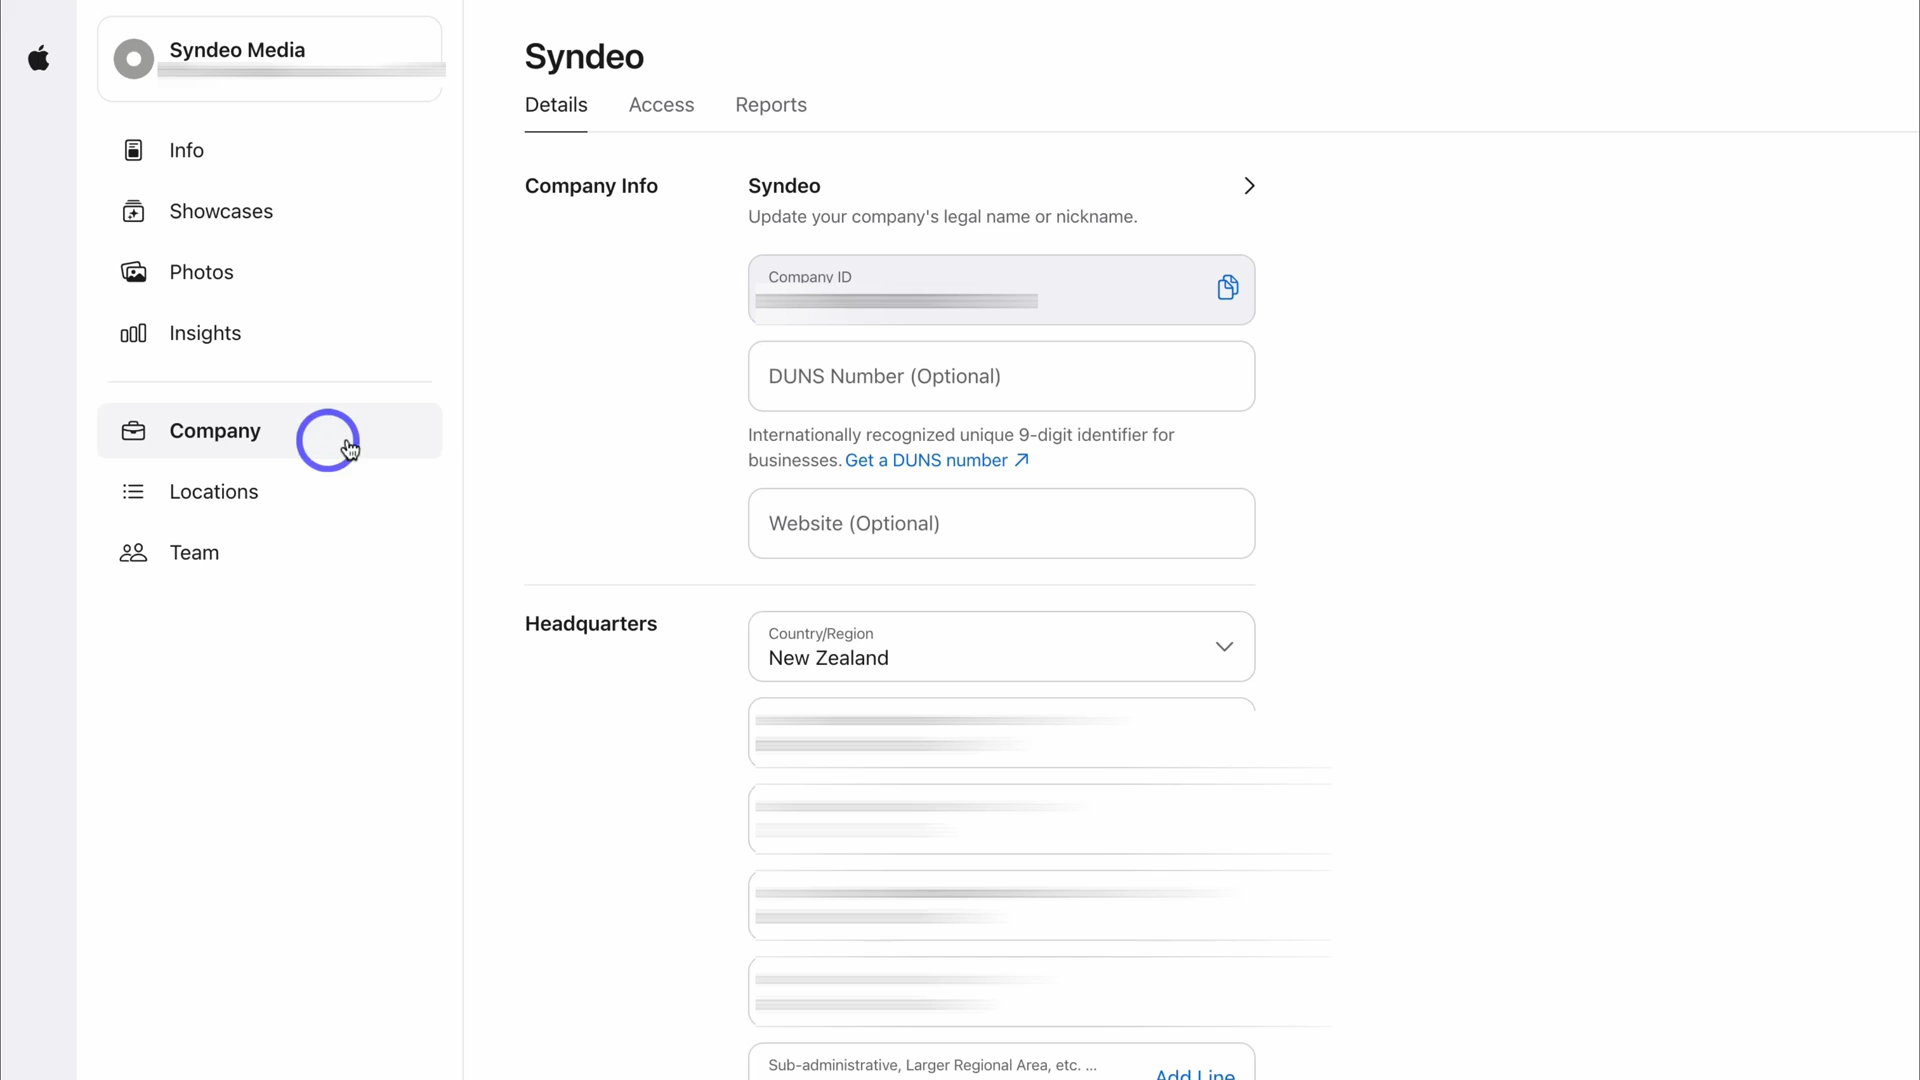 Syndeo Media
Info
Showcases
Photos
Insights
Company
Locations
Team
Syndeo
Details
Access
Reports
Company Info
Syndeo
Update your company's legal name or nickname.
Company ID
DUNS Number (Optional)
Internationally recognized unique 9-digit identifier for
businesses. Get a DUNS number
Website (Optional)
Headquarters
Country/Region
New Zealand
Sub-administrative, Larger Regional Area, etc. ...
Add Line